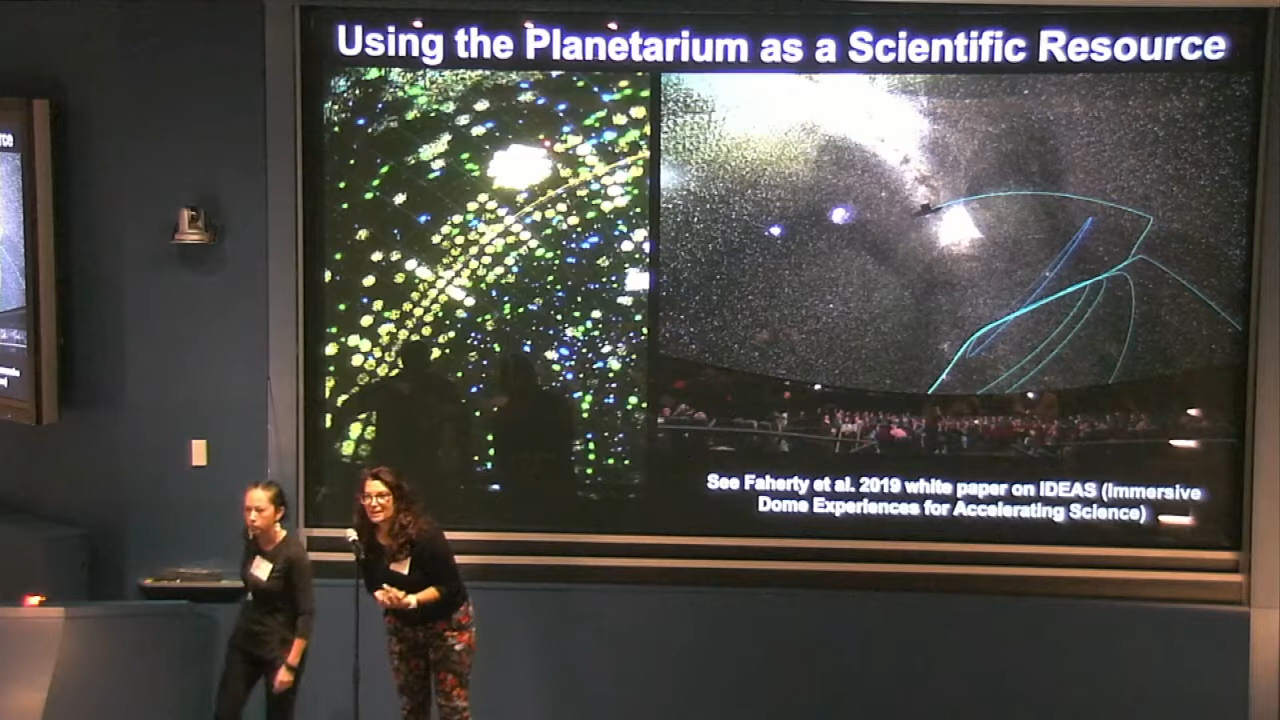 Using the Planetarium as a Scientific Resource
See Faherty et al. 2019 white paper on IDEAS (Immersive
Dome Experiences for Accelerating Science)
rce